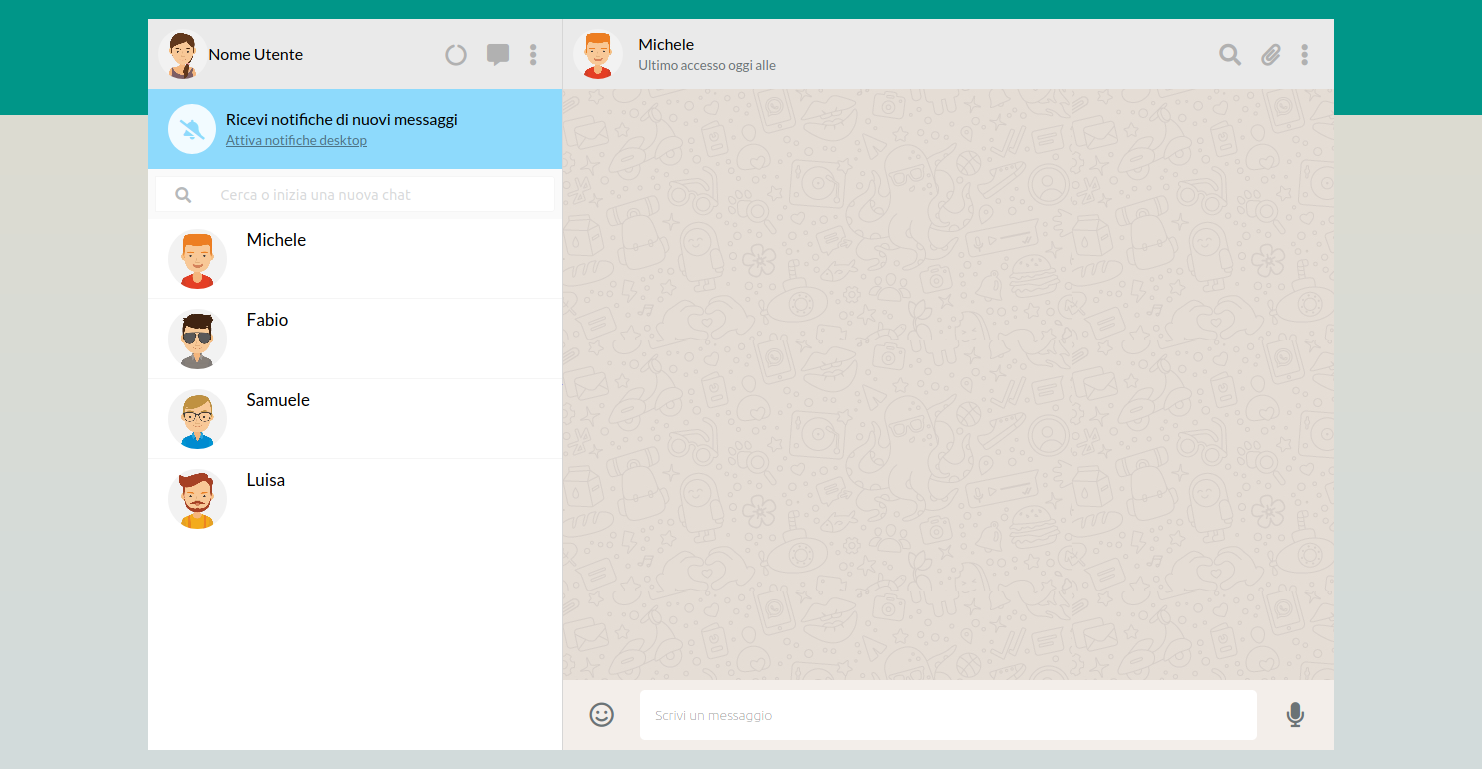 Nome Utente
Ricevi notifiche di nuovi messaggi
Attiva notifiche desktop
Cerca o inizia una nuova chat
Michele
Fabio
Samuele
Luisa
Michele
Ultimo accesso oggi alle
Scrivi un messaggio